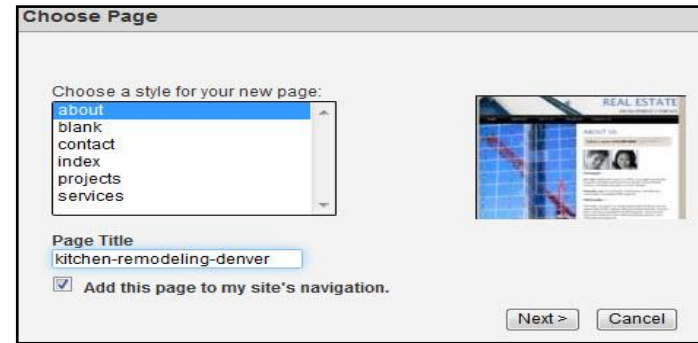 Choose Page
Choose a style for your new page:
about
blank
contact
index
projects
services
REAL ESTATE
ABOUT US
Page Title
kitchen-remodeling-denver
Add this page to my site's navigation.
Next >
Cancel